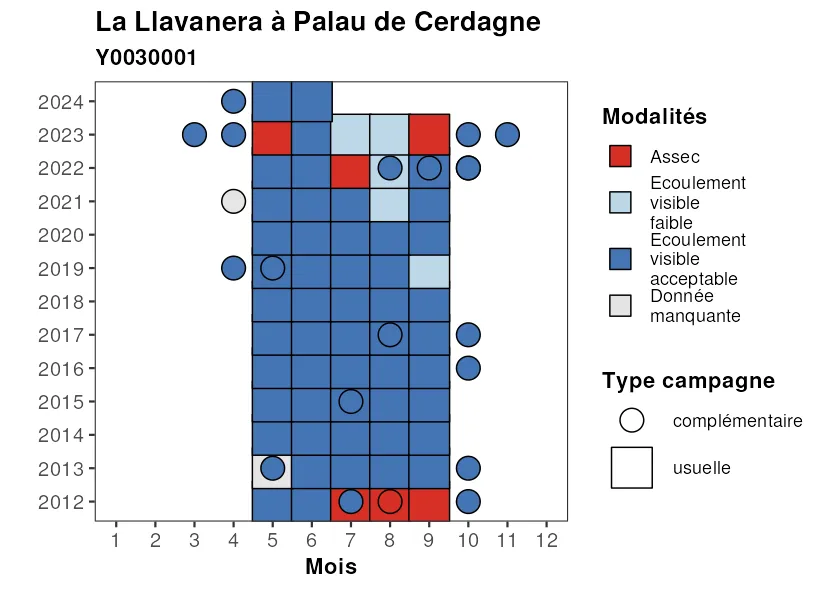 La Llavanera à Palau de Cerdagne
Y0030001
2024
2023
2022
2021
2020
2019
2018
2017
2016
2015
2014
2013
2012
1 2 3 4 5 6 7 8 9 10 11 12
Mois
Modalités
Assec
Ecoulement
visible
faible
Ecoulement
visible
acceptable
Donnée
manquante
Type campagne
complémentaire
usuelle